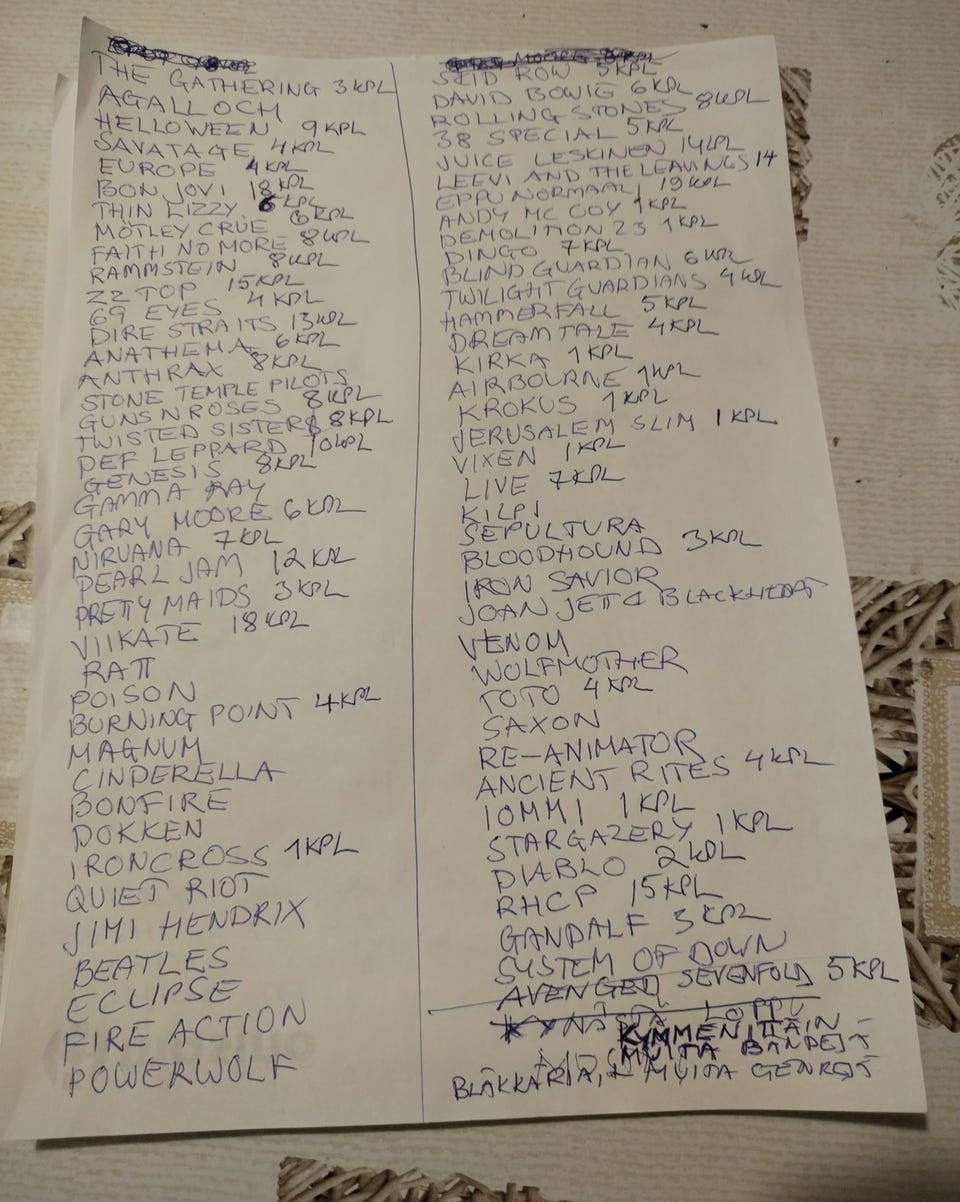 THE GATHERING 3 KPL
AGALLOCH
HELLOWEEN 9 KPL
SAVATAGE 4 KPL
EUROPE 4 KPL
BON JOVI 18 KPL
THIN LIZZY 6 KPL
MÖTLEY CRÜE 6 KPL
FAITH NO MORE 8 KPL
RAMMSTEIN 8 KPL
ZZ TOP 15 KPL
69 EYES 4 KPL
DIRE STRAITS 13 KPL
ANATHEMA 6 KPL
ANTHRAX 8 KPL
STONE TEMPLE PILOTS
GUNS N ROSES 8 KPL
TWISTED SISTERS 8 KPL
DEF LEPPARD 10 KPL
GENESIS 8 KPL
GAMMA RAY
GARY MOORE 6 KPL
NIRVANA 7 KPL
PEARL JAM 12 KPL
PRETTY MAIDS 3 KPL
VIIKATE 18 KPL
RATT
POISON
BURNING POINT 4 KPL
MAGNUM
CINDERELLA
BONFIRE
DOKKEN
IRONCROSS 1 KPL
QUIET RIOT
JIMI HENDRIX
BEATLES
ECLIPSE
FIRE ACTION
POWERWOLF
SKID ROW 5 KPL
DAVID BOWIE 6 KPL
ROLLING STONES 8 KPL
38 SPECIAL 5 KPL
JUICE LESKINEN 14 KPL
LEEVI AND THE LEAVINGS 14
EPPU NORMAALI 19 KPL
ANDY MC COY 1 KPL
DEMOLITION 23 1 KPL
DINGO 7 KPL
BLIND GUARDIAN 6 KPL
TWILIGHT GUARDIANS 4 KPL
HAMMERFALL 5 KPL
DREAMTALE 4 KPL
KIRKA 1 KPL
AIRBOURNE 1 KPL
KROKUS 1 KPL
JERUSALEM SLIM 1 KPL
VIXEN 1 KPL
LIVE 7 KPL
KILPI
SEPULTURA
BLOODHOUND 3 KPL
IRON SAVIOR
JOAN JET & BLACKHEART
VENOM
WOLFMOTHER
TOTO 4 KPL
SAXON
RE-ANIMATOR
ANCIENT RITES 4 KPL
IOMMI 1 KPL
STARGAZERY 1 KPL
DIABLO 2 KPL
RHCP 15 KPL
GANDALF 3 KPL
SYSTEM OF DOWN
AVENGED SEVENFOLD 5 KPL
LOPPU
KYMMENITTÄIN -
MUITA BÄNDEJÄ
BLÄKKÄRIÄ, & MUITA GENREJÄ